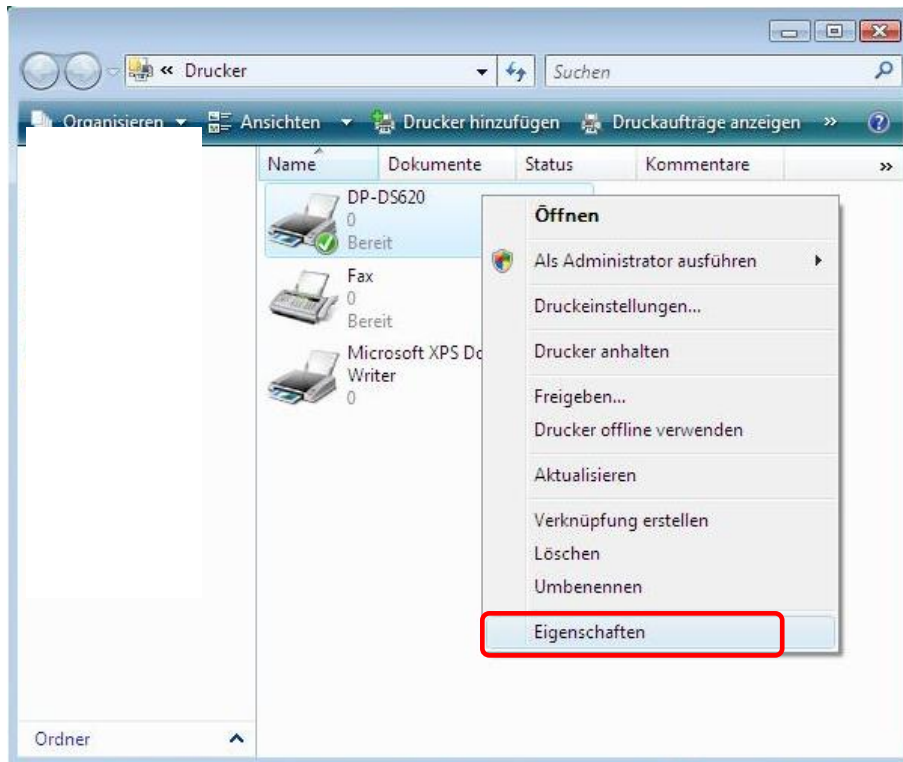 « Drucker
Suchen
Organisieren Ansichten Drucker hinzufügen Druckaufträge anzeigen »
Name Dokumente Status Kommentare »
DP-DS620
0
Bereit
Fax
0
Bereit
Microsoft XPS Do
Writer
0
Öffnen
Als Administrator ausführen
Druckeinstellungen...
Drucker anhalten
Freigeben...
Drucker offline verwenden
Aktualisieren
Verknüpfung erstellen
Löschen
Umbenennen
Eigenschaften
Ordner